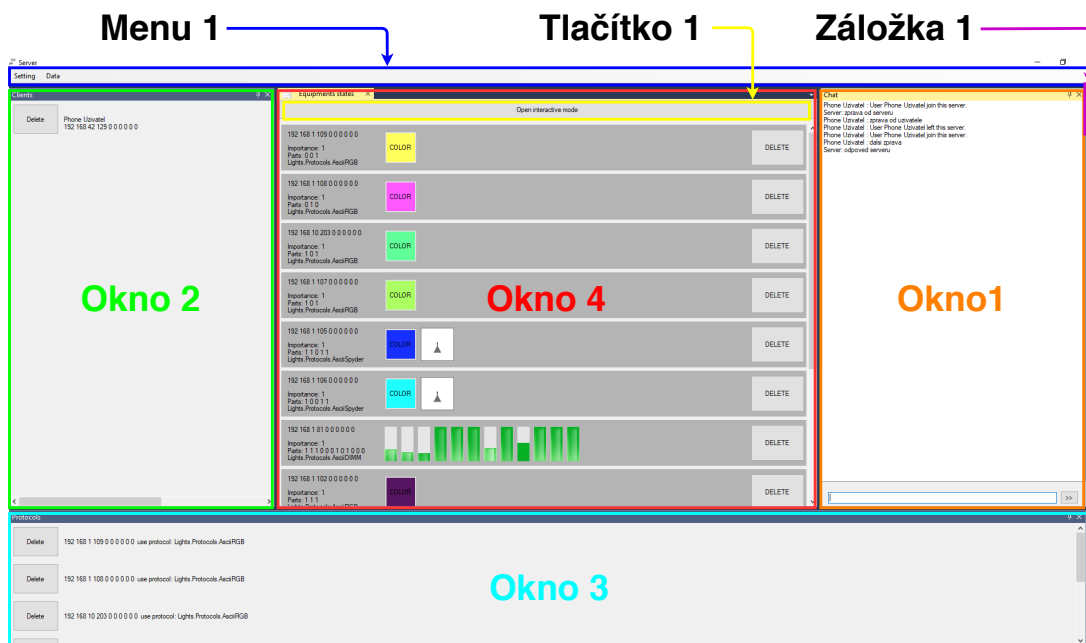 Menu 1
Tlačítko 1
Záložka 1
Server
Setting Data
Clients
Delete
Phone Uzivatel
192 168 42 129 0 0 0 0 0 0
Okno 2
Equipments states
Open interactive mode
192 168 1 109 0 0 0 0 0 0
Importance: 1
Parts: 0 0 1
Lights.Protocols.AsciiRGB
COLOR
DELETE
192 168 1 108 0 0 0 0 0 0
Importance: 1
Parts: 0 1 0
Lights.Protocols.AsciiRGB
COLOR
DELETE
192 168 10 203 0 0 0 0 0 0
Importance: 1
Parts: 1 0 1
Lights.Protocols.AsciiRGB
COLOR
DELETE
192 168 1 107 0 0 0 0 0 0
Importance: 1
Parts: 1 0 1
Lights.Protocols.AsciiRGB
COLOR
DELETE
Okno 4
192 168 1 105 0 0 0 0 0 0
Importance: 1
Parts: 1 1 0 1 1
Lights.Protocols.AsciiSpyder
COLOR
DELETE
192 168 1 106 0 0 0 0 0 0
Importance: 1
Parts: 1 0 0 1 1
Lights.Protocols.AsciiSpyder
COLOR
DELETE
192 168 1 81 0 0 0 0 0 0
Importance: 1
Parts: 1 1 1 0 0 0 1 0 1 0 0 0
Lights.Protocols.AsciiDIMM
DELETE
192 168 1 102 0 0 0 0 0 0
Importance: 1
Parts: 1 1 1
Lights.Protocols.AsciiRGB
COLOR
DELETE
Chat
Phone Uzivatel : User Phone Uzivatel join this server.
Server: zprava od serveru
Phone Uzivatel : zprava od uzivatele
Phone Uzivatel : User Phone Uzivatel left this server.
Phone Uzivatel : User Phone Uzivatel join this server.
Phone Uzivatel : dalsi zprava
Server: odpoved serveru
Okno1
>>
Protocols
Delete
192 168 1 109 0 0 0 0 0 0 use protocol: Lights.Protocols.AsciiRGB
Delete
192 168 1 108 0 0 0 0 0 0 use protocol: Lights.Protocols.AsciiRGB
Delete
192 168 10 203 0 0 0 0 0 0 use protocol: Lights.Protocols.AsciiRGB
Okno 3